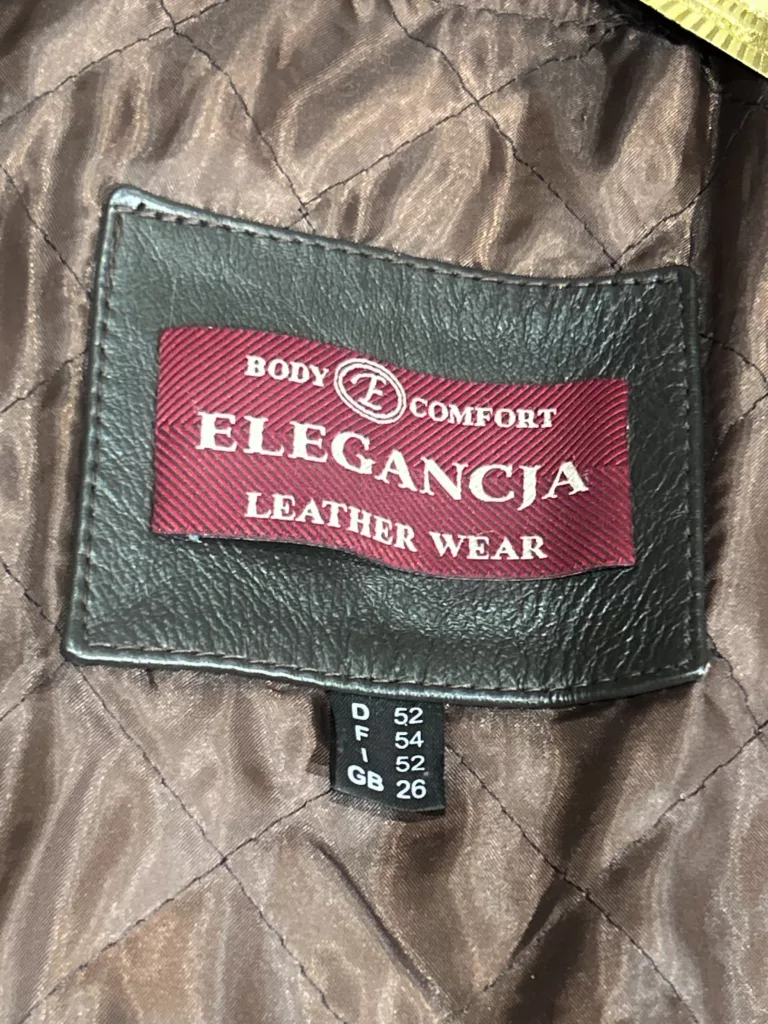 BODY E COMFORT
ELEGANCJA
LEATHER WEAR
D 52
F 54
I 52
GB 26